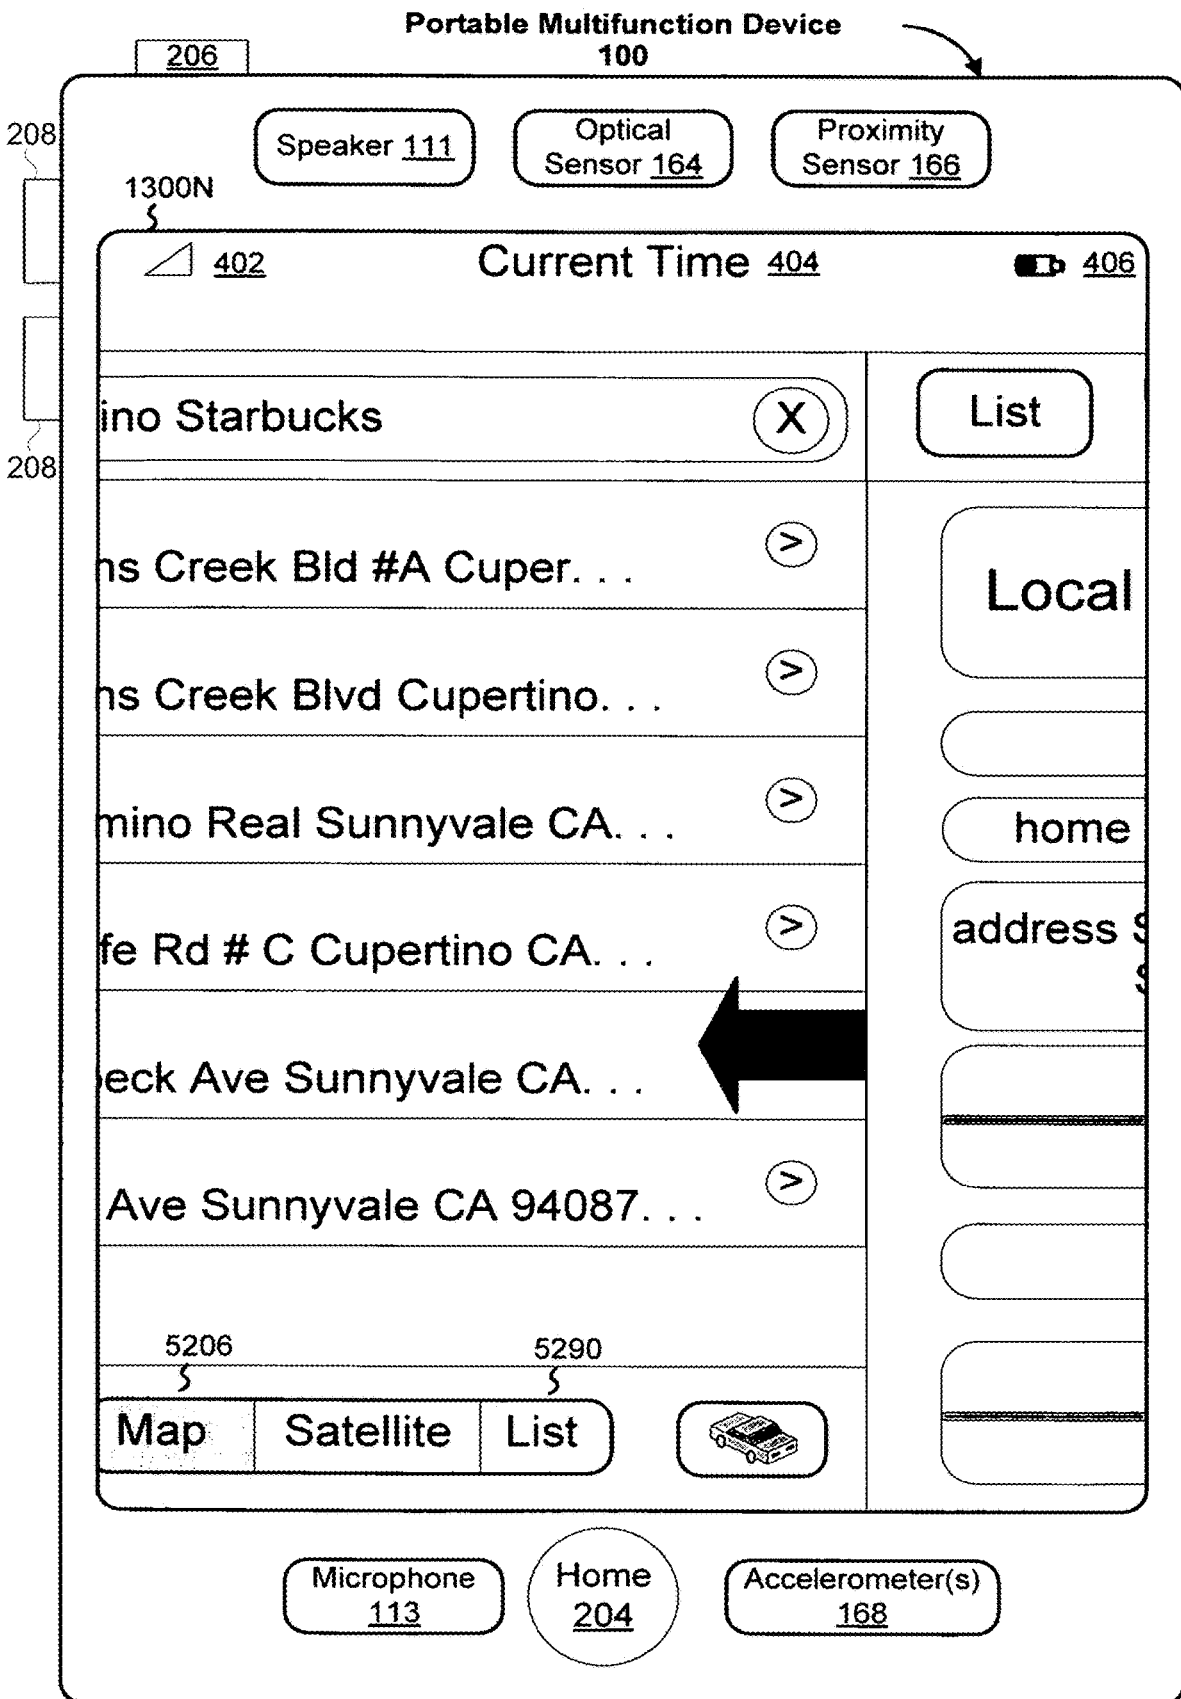 Portable Multifunction Device
100
206
208
Speaker 111
Optical
Sensor 164
Proximity
Sensor 166
1300N
402
Current Time 404
406
ino Starbucks
X
List
208
ns Creek Bld #A Cuper. . .
>
Local
ns Creek Blvd Cupertino. . .
>
mino Real Sunnyvale CA. . .
>
home
fe Rd # C Cupertino CA. . .
>
address S
S
eck Ave Sunnyvale CA. . .
Ave Sunnyvale CA 94087. . .
>
5206
5290
Map
Satellite
List
Microphone
113
Home
204
Accelerometer(s)
168